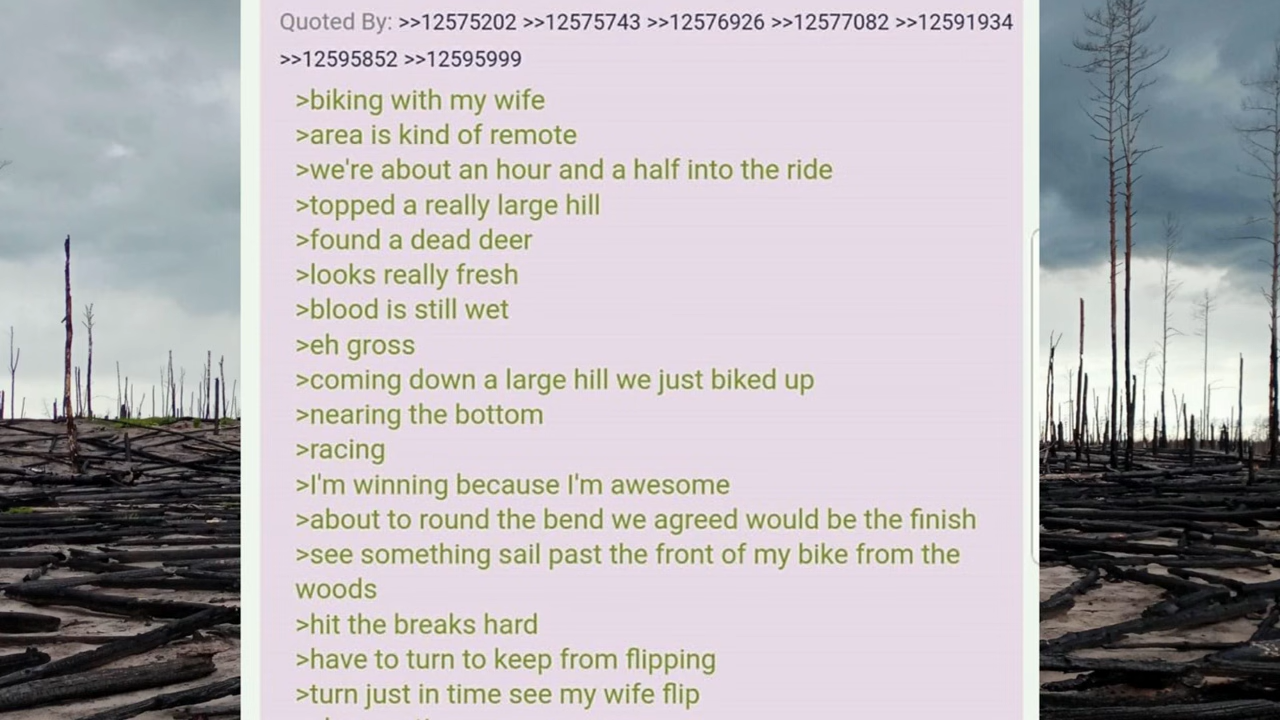 Quoted By: >>12575202 >>12575743 >>12576926 >>12577082 >>12591934
>>12595852 >>12595999
>biking with my wife
>area is kind of remote
>we're about an hour and a half into the ride
>topped a really large hill
>found a dead deer
>looks really fresh
>blood is still wet
>eh gross
>coming down a large hill we just biked up
>nearing the bottom
>racing
>I'm winning because I'm awesome
>about to round the bend we agreed would be the finish
>see something sail past the front of my bike from the
woods
>hit the breaks hard
>have to turn to keep from flipping
>turn just in time see my wife flip